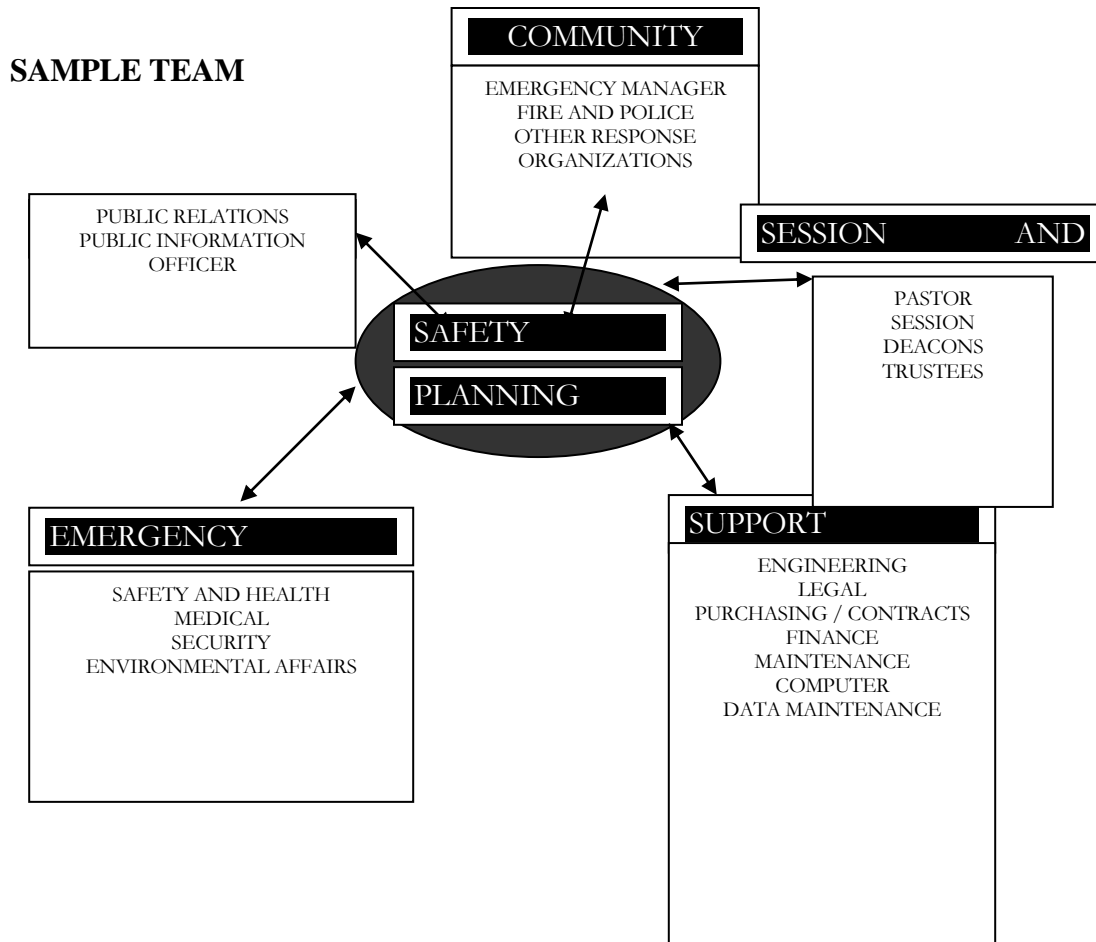 SAMPLE TEAM
COMMUNITY
EMERGENCY MANAGER
FIRE AND POLICE
OTHER RESPONSE
ORGANIZATIONS
PUBLIC RELATIONS
PUBLIC INFORMATION
OFFICER
SESSION AND
PASTOR
SESSION
DEACONS
TRUSTEES
SAFETY
PLANNING
EMERGENCY
SAFETY AND HEALTH
MEDICAL
SECURITY
ENVIRONMENTAL AFFAIRS
SUPPORT
ENGINEERING
LEGAL
PURCHASING / CONTRACTS
FINANCE
MAINTENANCE
COMPUTER
DATA MAINTENANCE